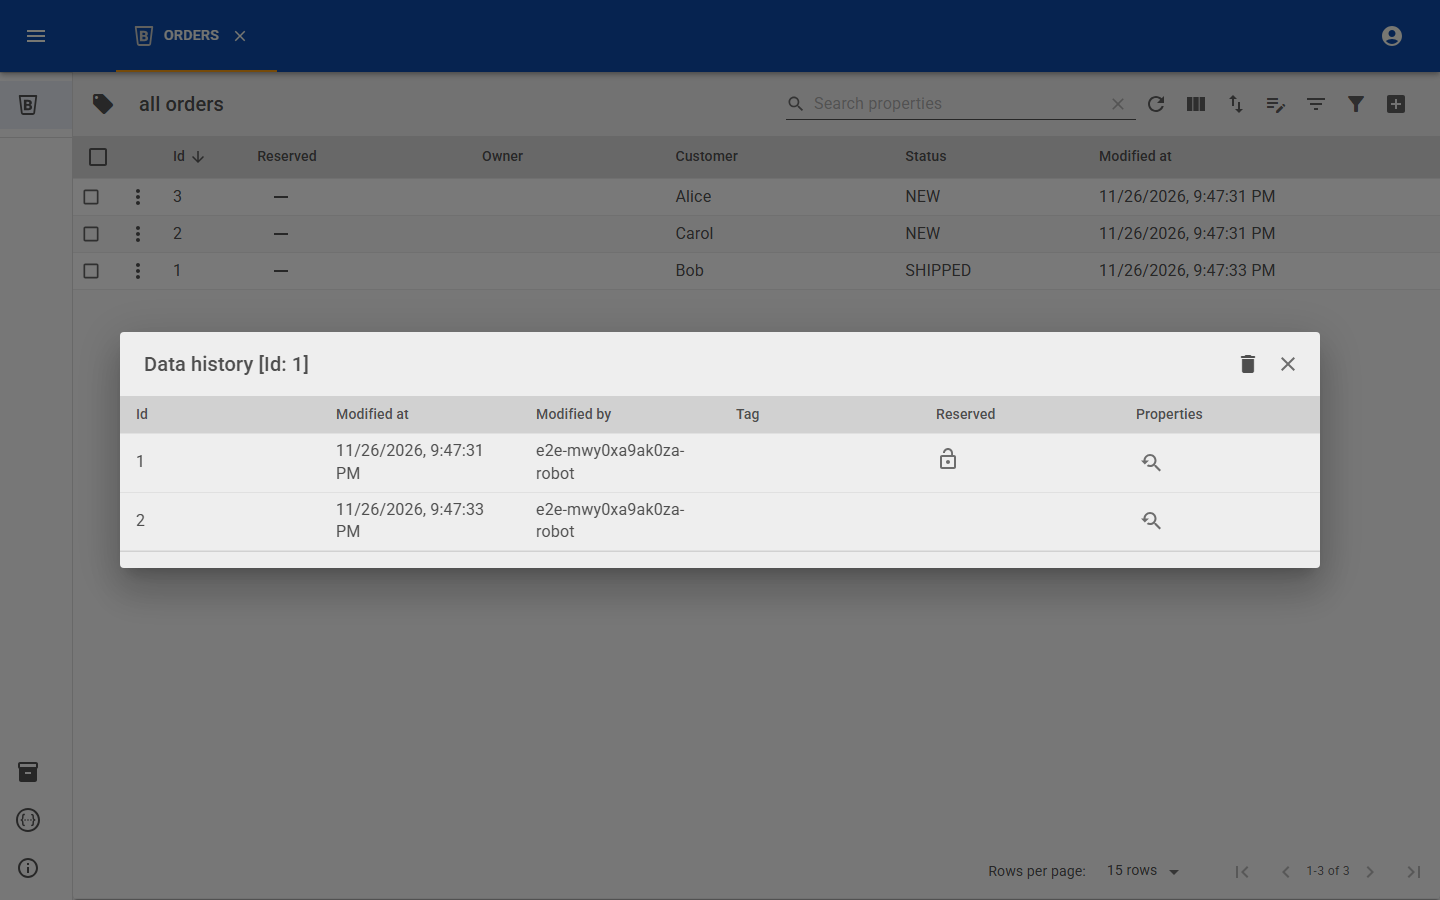 ORDERS
all orders
Search properties
Id Reserved Owner Customer Status Modified at
3 Alice NEW 11/26/2026, 9:47:31 PM
2 Carol NEW 11/26/2026, 9:47:31 PM
1 Bob SHIPPED 11/26/2026, 9:47:33 PM
Data history [Id: 1]
Id Modified at Modified by Tag Reserved Properties
1 11/26/2026, 9:47:31 PM e2e-mwy0xa9ak0za-robot
2 11/26/2026, 9:47:33 PM e2e-mwy0xa9ak0za-robot
Rows per page: 15 rows 1-3 of 3